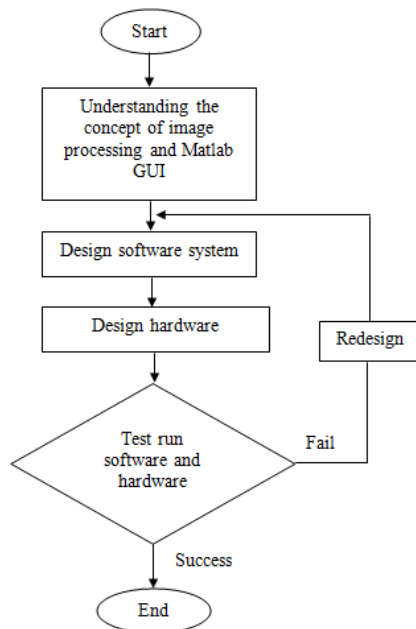 Start
Understanding the
concept of image
processing and Matlab
GUI
Design software system
Design hardware
Redesign
Test run
software and
hardware
Fail
Success
End